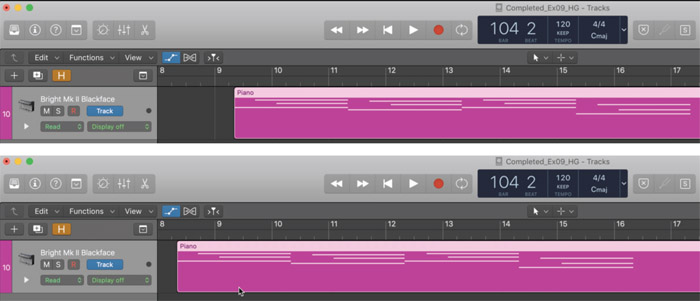 Completed_Ex09_HG - Tracks
104 2 120 4/4
KEEP Cmaj
BAR BEAT TEMPO
S
Edit Functions View
+ H 8 9 10 11 12 13 14 15 16 17
Bright Mk II Blackface Piano
10 M S R Track
Read Display off
Completed_Ex09_HG - Tracks
104 2 120 4/4
KEEP Cmaj
BAR BEAT TEMPO
S
Edit Functions View
+ H 8 9 10 11 12 13 14 15 16 17
Bright Mk II Blackface Piano
10 M S R Track
Read Display off